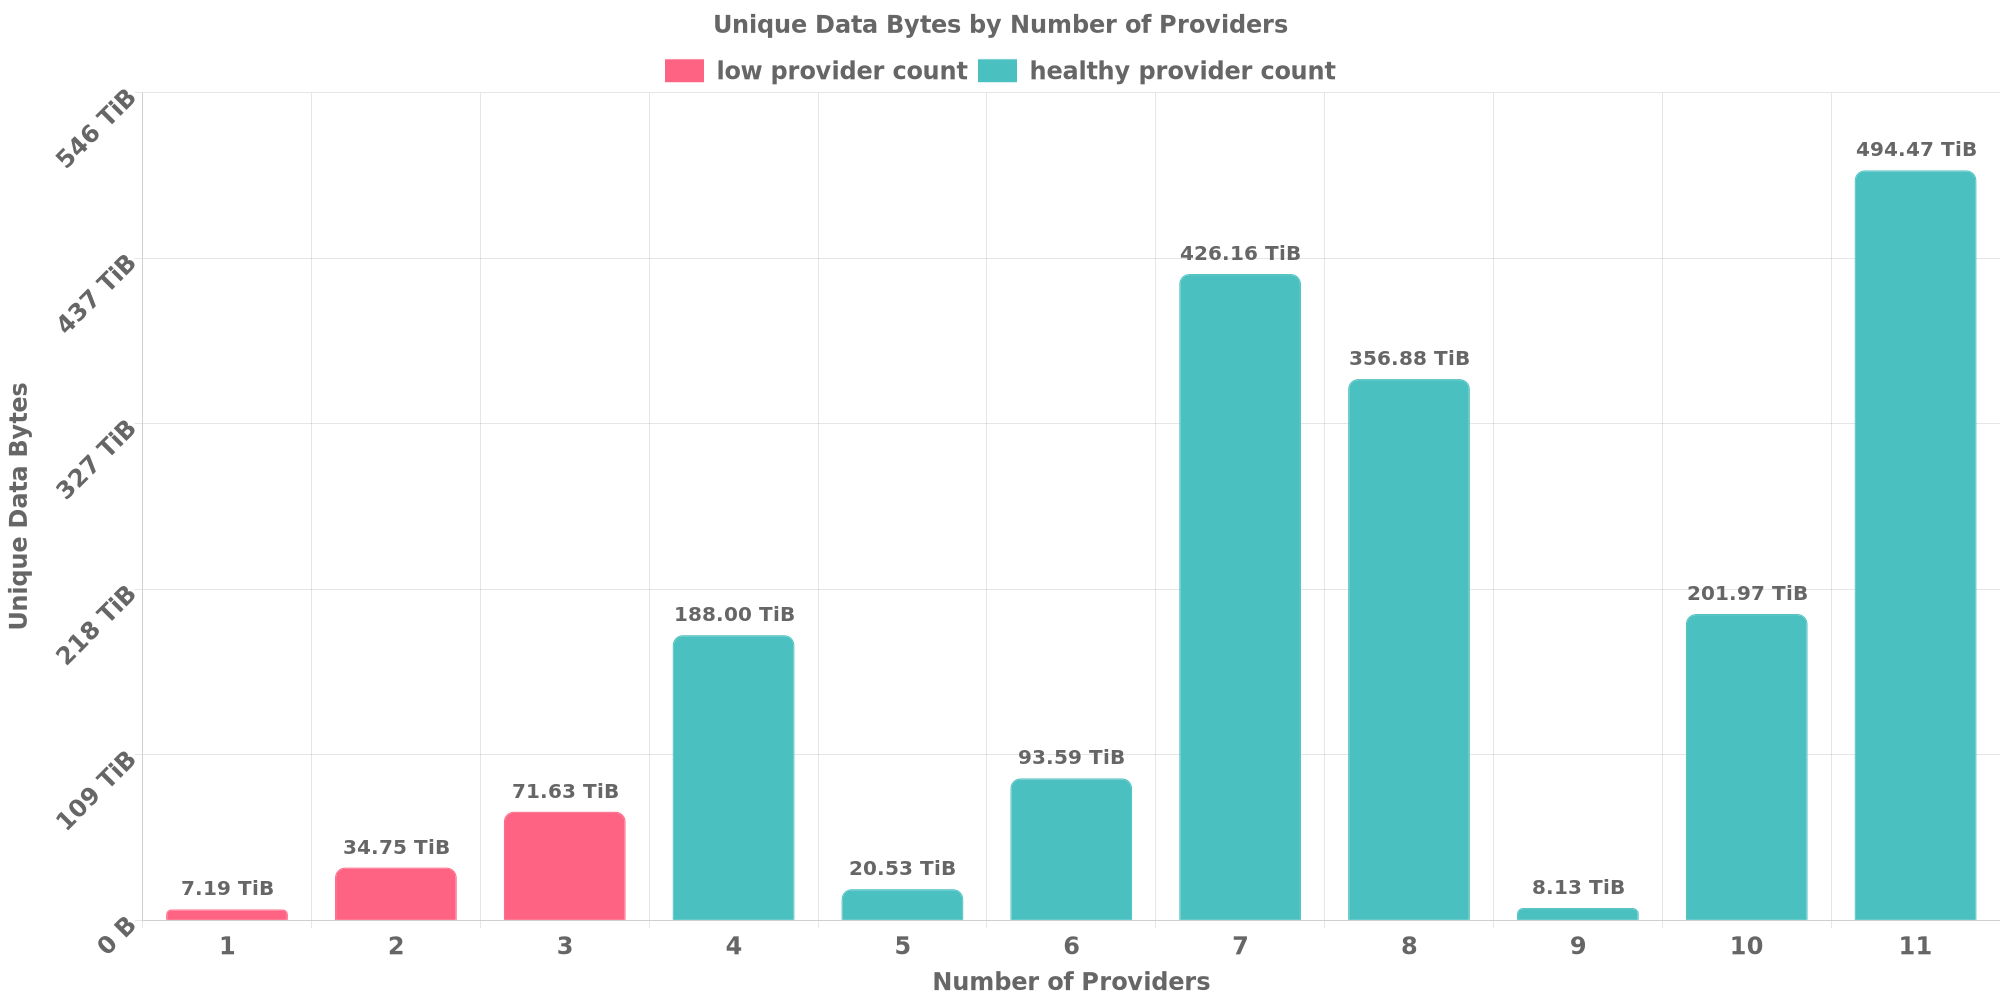 Unique Data Bytes by Number of Providers
low provider count healthy provider count
546 TiB
437 TiB
327 TiB
218 TiB
109 TiB
0 B
Unique Data Bytes
7.19 TiB
34.75 TiB
71.63 TiB
188.00 TiB
20.53 TiB
93.59 TiB
426.16 TiB
356.88 TiB
8.13 TiB
201.97 TiB
494.47 TiB
1 2 3 4 5 6 7 8 9 10 11
Number of Providers